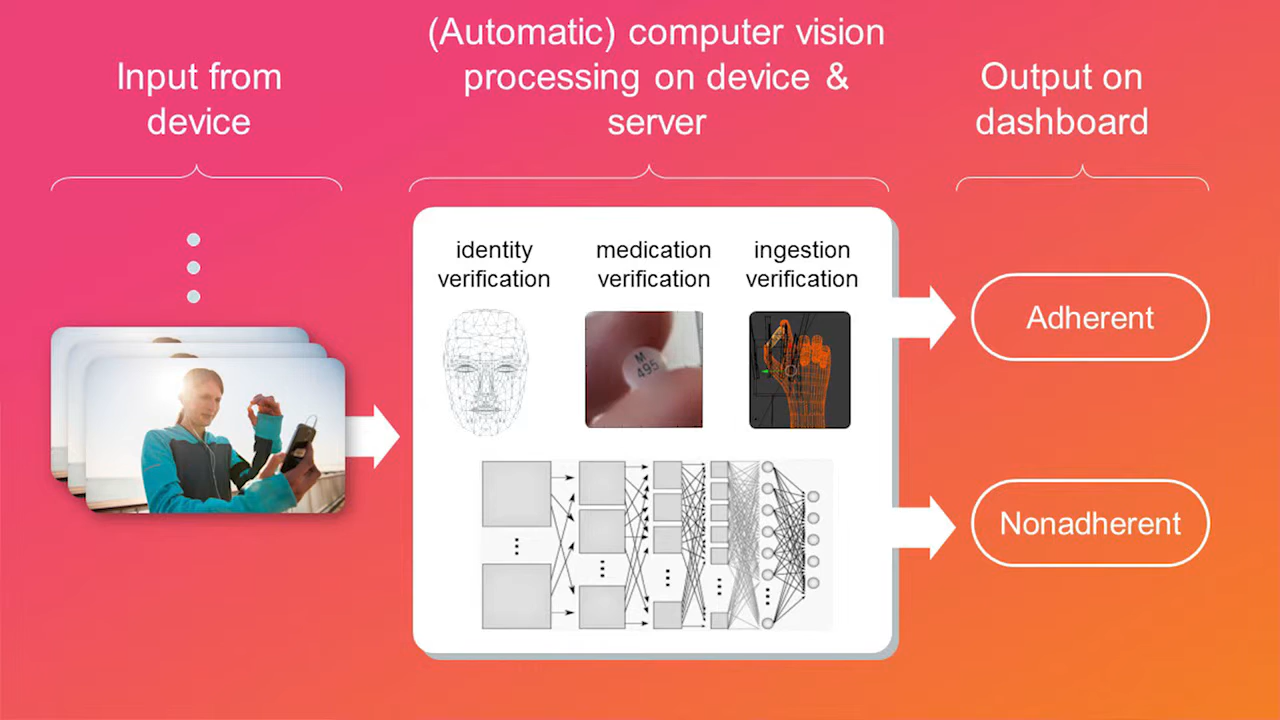 Input from
device
(Automatic) computer vision
processing on device &
server
Output on
dashboard
identity
verification
medication
verification
ingestion
verification
M
495
Adherent
Nonadherent